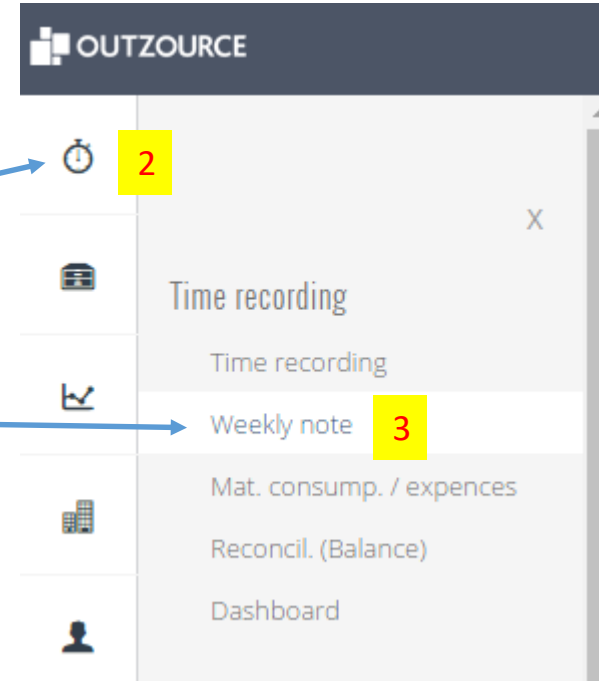 OUTZOURCE
2
X
Time recording
Time recording
Weekly note 3
Mat. consump. / expences
Reconcil. (Balance)
Dashboard